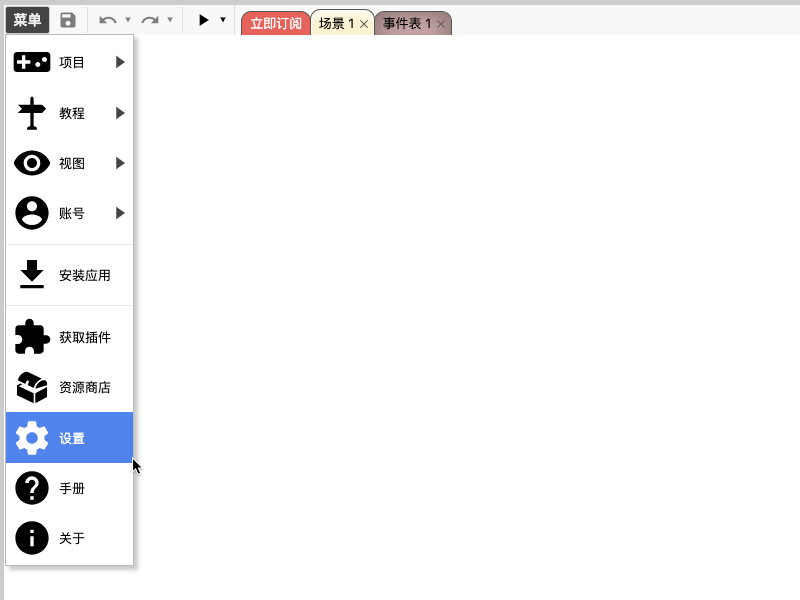 菜单
立即订阅
场景 1
事件表 1
项目
教程
视图
账号
安装应用
获取插件
资源商店
设置
手册
关于